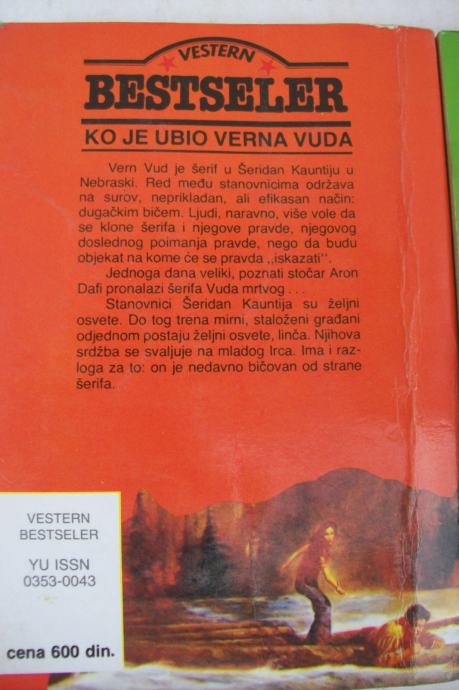 VESTERN
BESTSELER
KO JE UBIO VERNA VUDA
Vern Vud je šerif u Šeridan Kauntiju u
Nebraski. Red među stanovnicima održava
na surov, neprikladan, ali efikasan način:
dugačkim bičem. Ljudi, naravno, više vole da
se klone šerifa i njegove pravde, njegovog
doslednog poimanja pravde, nego da budu
objekat na kome će se pravda „iskazati".
Jednoga dana veliki, poznati stočar Aron
Dafi pronalazi šerifa Vuda mrtvog . . .
Stanovnici Šeridan Kauntija su željni
osvete. Do tog trena mirni, staloženi građani
odjednom postaju željni osvete, linča. Njihova
srdžba se svaljuje na mladog Irca. Ima i raz-
loga za to: on je nedavno bičovan od strane
šerifa.
VESTERN
BESTSELER
YU ISSN
0353-0043
cena 600 din.